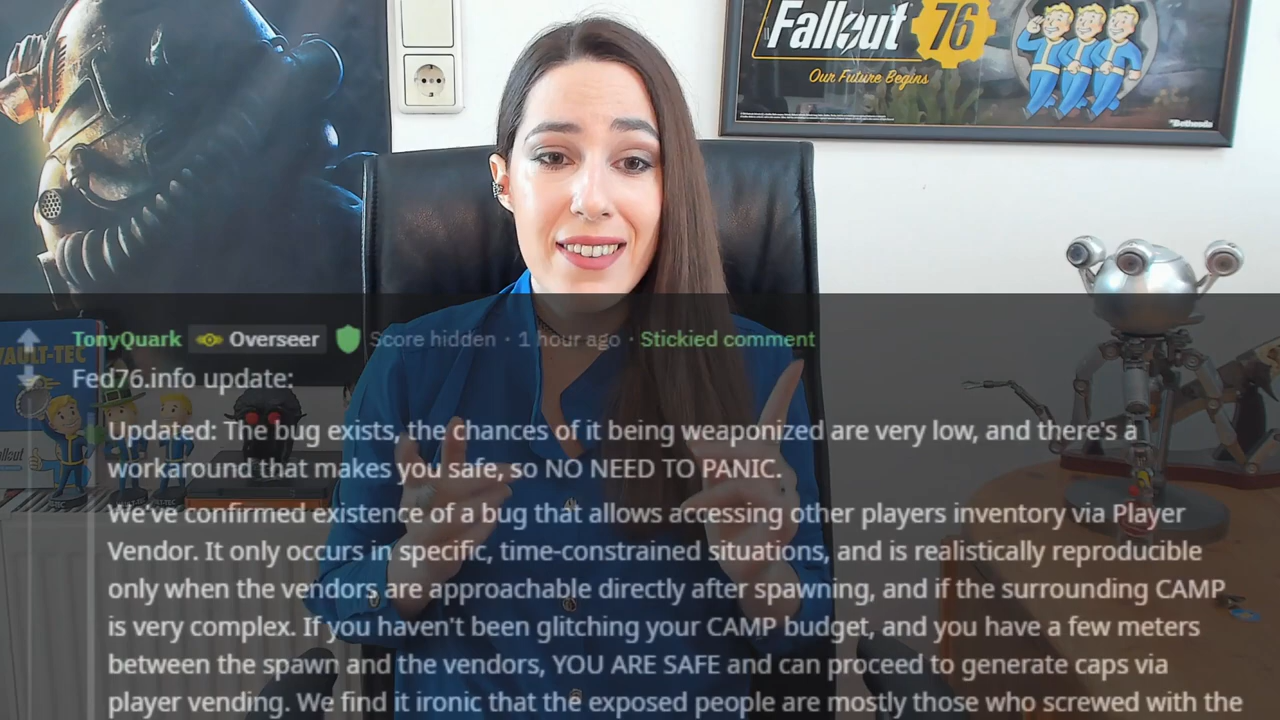 Fallout 76
Our Future Begins
Bethesda
VAULT-TEC
TonyQuark Overseer Score hidden · 1 hour ago · Stickied comment
Fed76.info update:
Updated: The bug exists, the chances of it being weaponized are very low, and there's a
workaround that makes you safe, so NO NEED TO PANIC.
We've confirmed existence of a bug that allows accessing other players inventory via Player
Vendor. It only occurs in specific, time-constrained situations, and is realistically reproducible
only when the vendors are approachable directly after spawning, and if the surrounding CAMP
is very complex. If you haven't been glitching your CAMP budget, and you have a few meters
between the spawn and the vendors, YOU ARE SAFE and can proceed to generate caps via
player vending. We find it ironic that the exposed people are mostly those who screwed with the